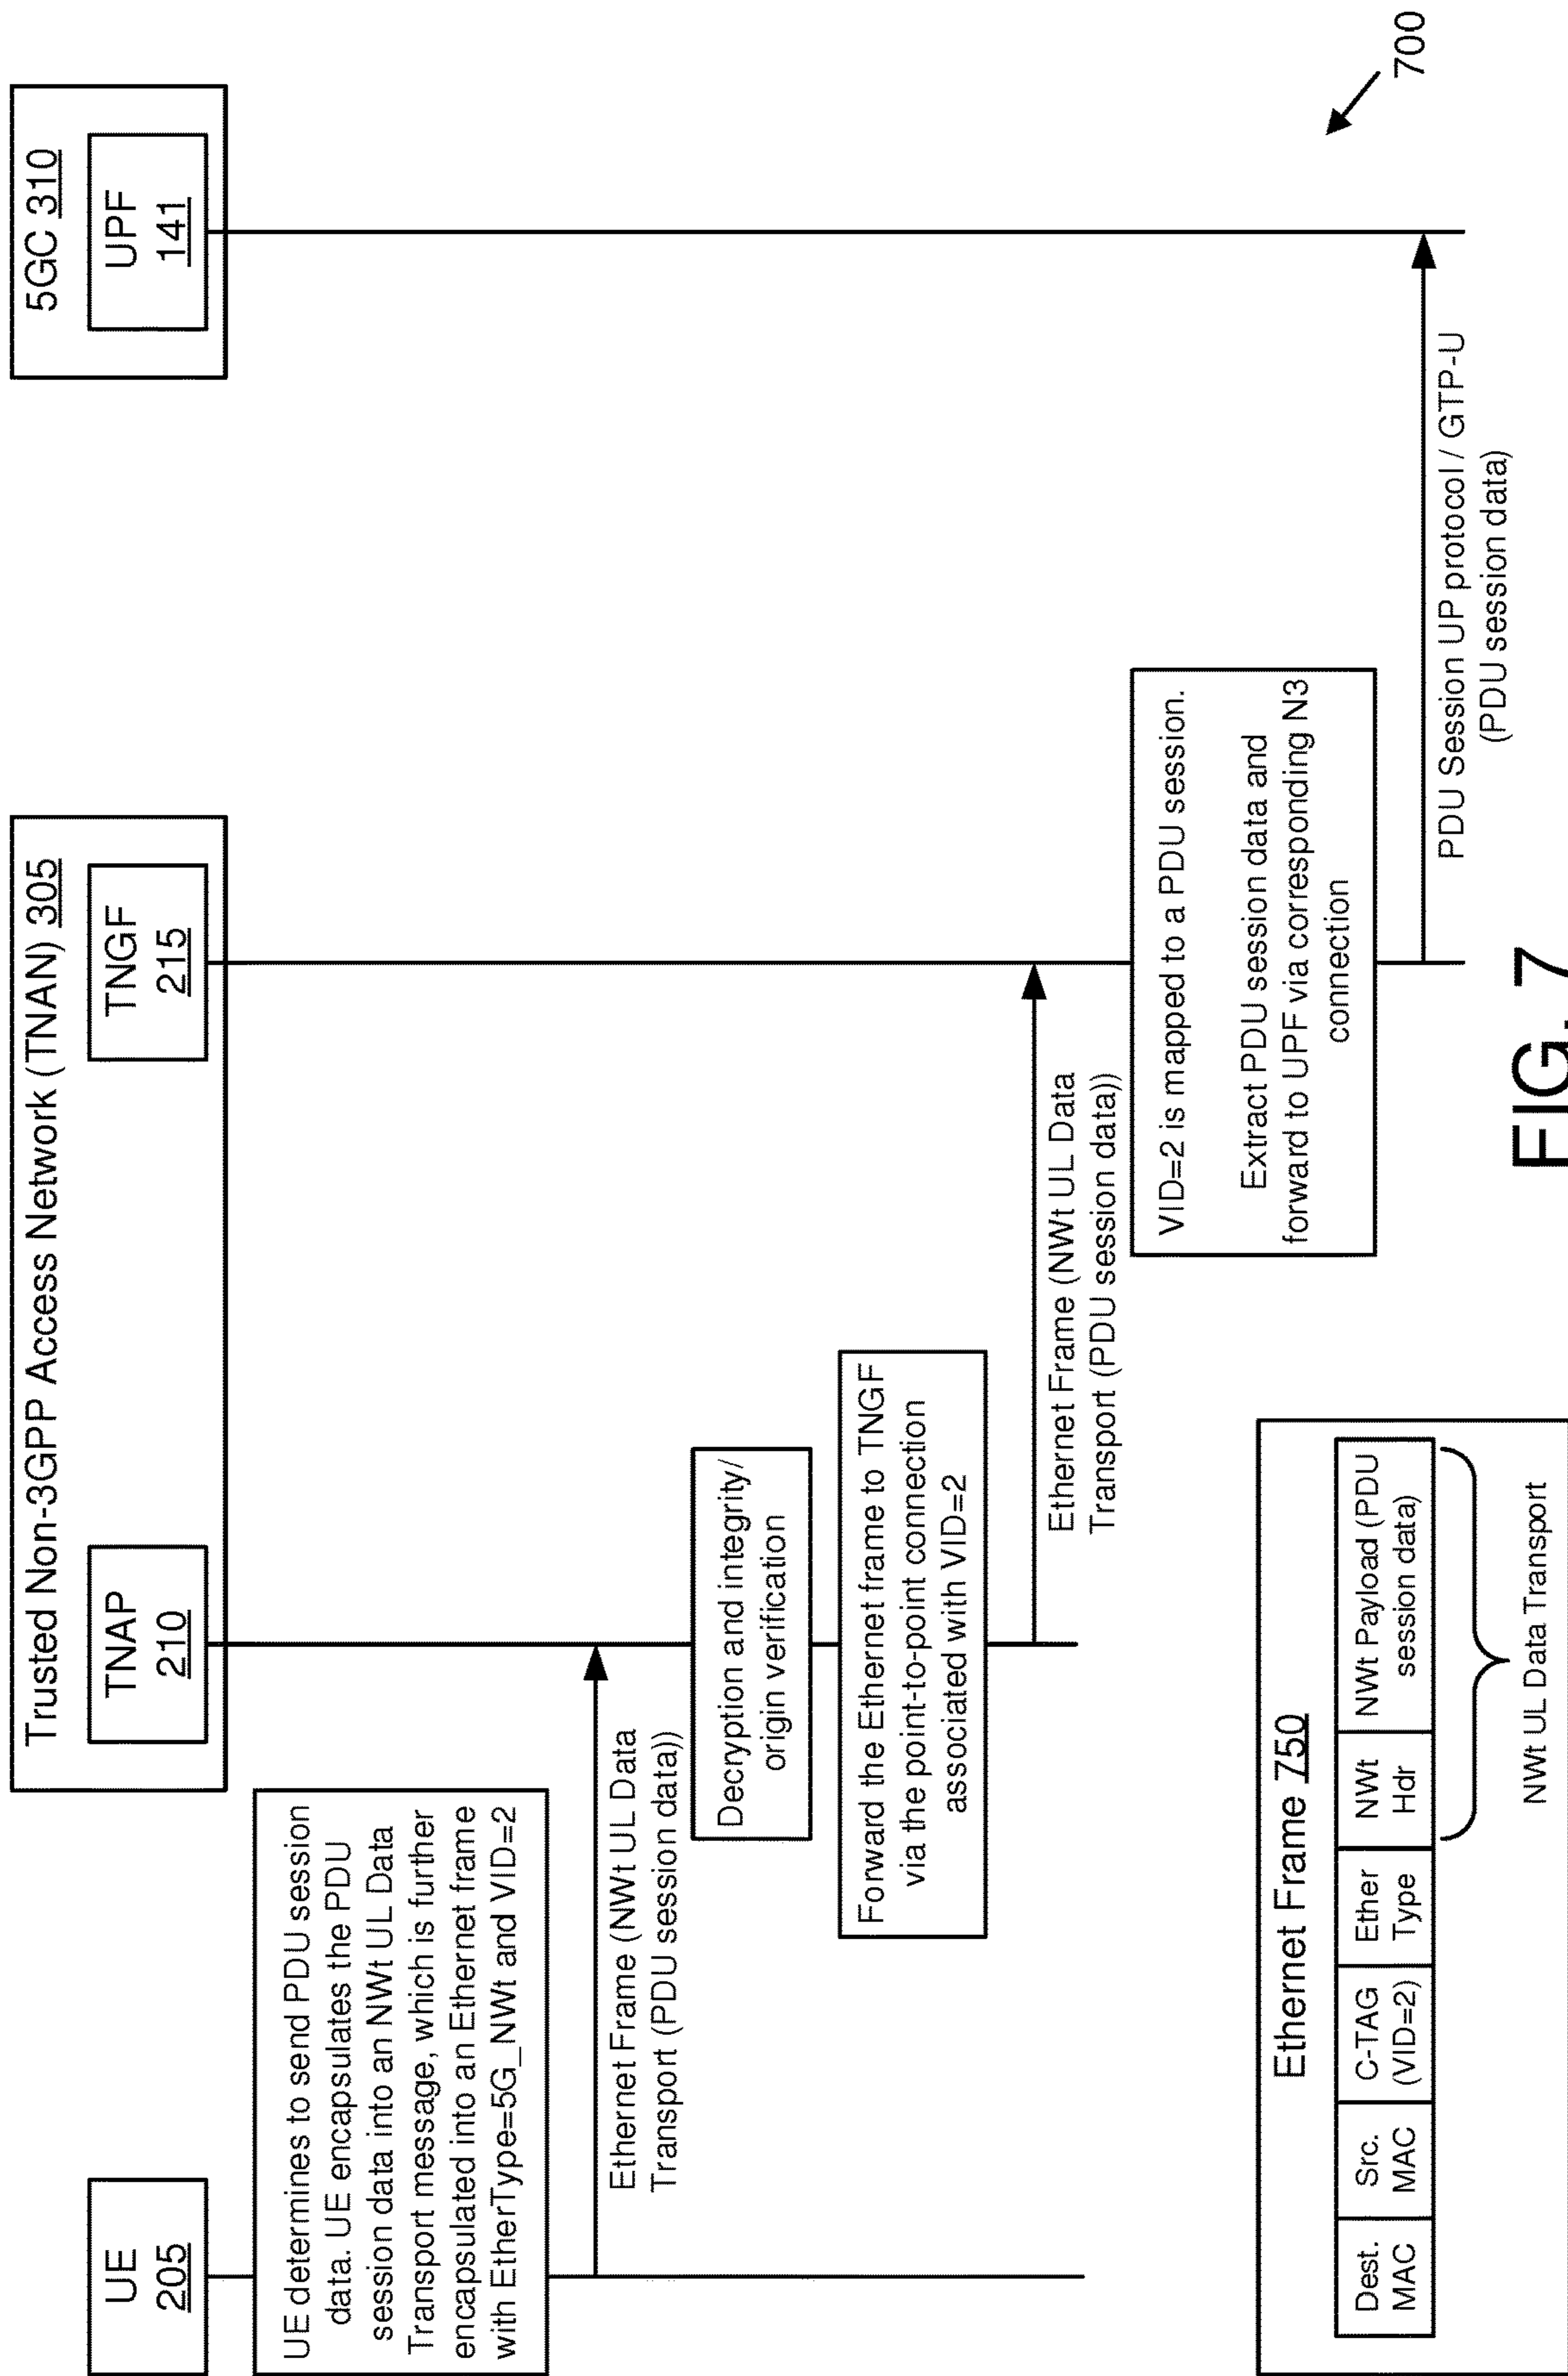 Trusted Non-3GPP Access Network (TNAN) 305
5GC 310
UE
205
TNAP
210
TNGF
215
UPF
141
UE determines to send PDU session
data. UE encapsulates the PDU
session data into an NWt UL Data
Transport message, which is further
encapsulated into an Ethernet frame
with EtherType=5G_NWt and VID=2
Ethernet Frame (NWt UL Data
Transport (PDU session data))
Decryption and integrity/
origin verification
Forward the Ethernet frame to TNGF
via the point-to-point connection
associated with VID=2
Ethernet Frame (NWt UL Data
Transport (PDU session data))
VID=2 is mapped to a PDU session.
Extract PDU session data and
forward to UPF via corresponding N3
connection
PDU Session UP protocol / GTP-U
(PDU session data)
700
Ethernet Frame 750
Dest.
MAC
Src.
MAC
C-TAG
(VID=2)
Ether
Type
NWt
Hdr
NWt Payload (PDU
session data)
NWt UL Data Transport
FIG. 7